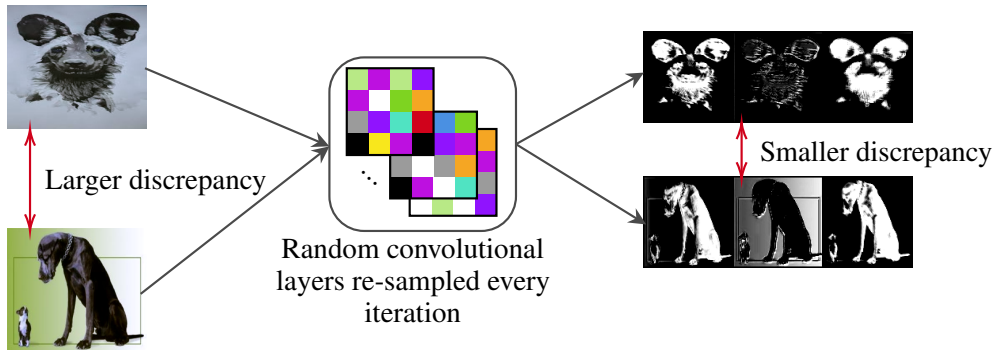 Larger discrepancy
Smaller discrepancy
Random convolutional
layers re-sampled every
iteration